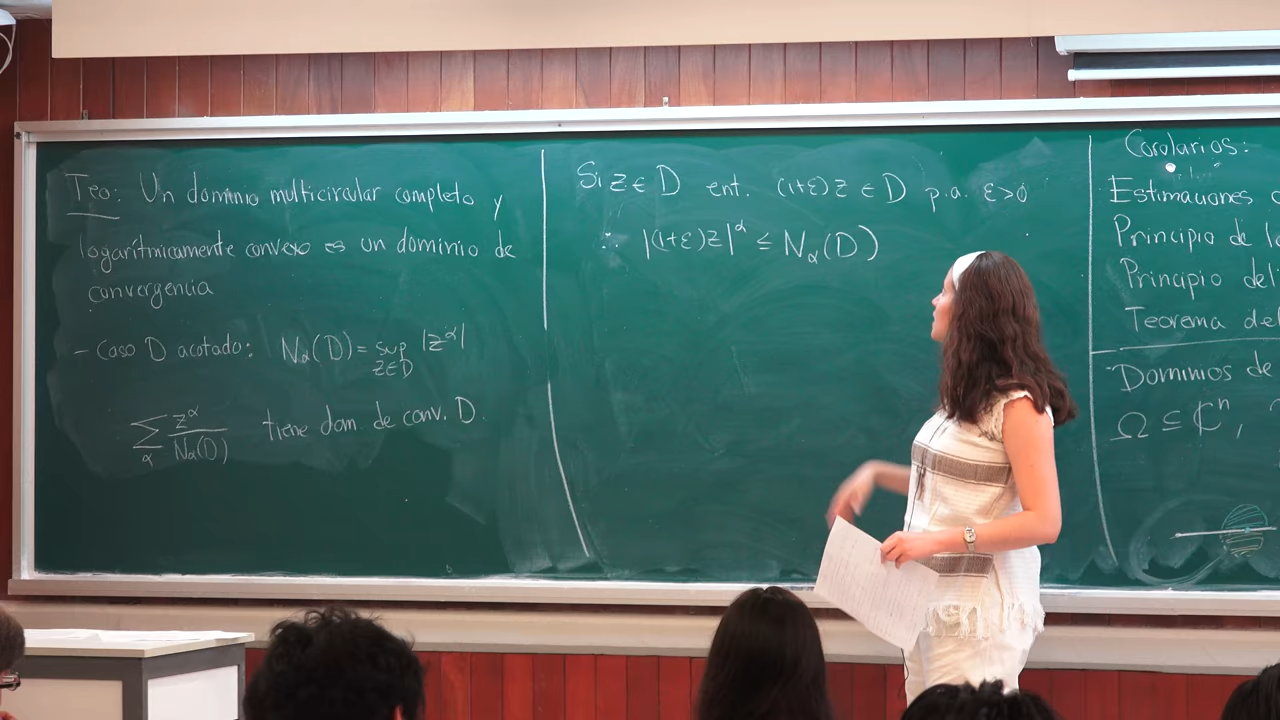 Teo: Un dominio multicircular completo y
logarítmicamente convexo es un dominio de
convergencia
- Caso D acotado: Nα(D) = sup |z^α|
z∈D
∑ z^α / Nα(D) tiene dom. de conv. D.
α
Si z ∈ D ent. (1+ε)z ∈ D p.a. ε>0
∴ |(1+ε)z|^α ≤ Nα(D)
Corolarios:
Estimaciones
Principio de
Principio del
Teorema del
Dominios de
Ω ⊆ ℂ^n,